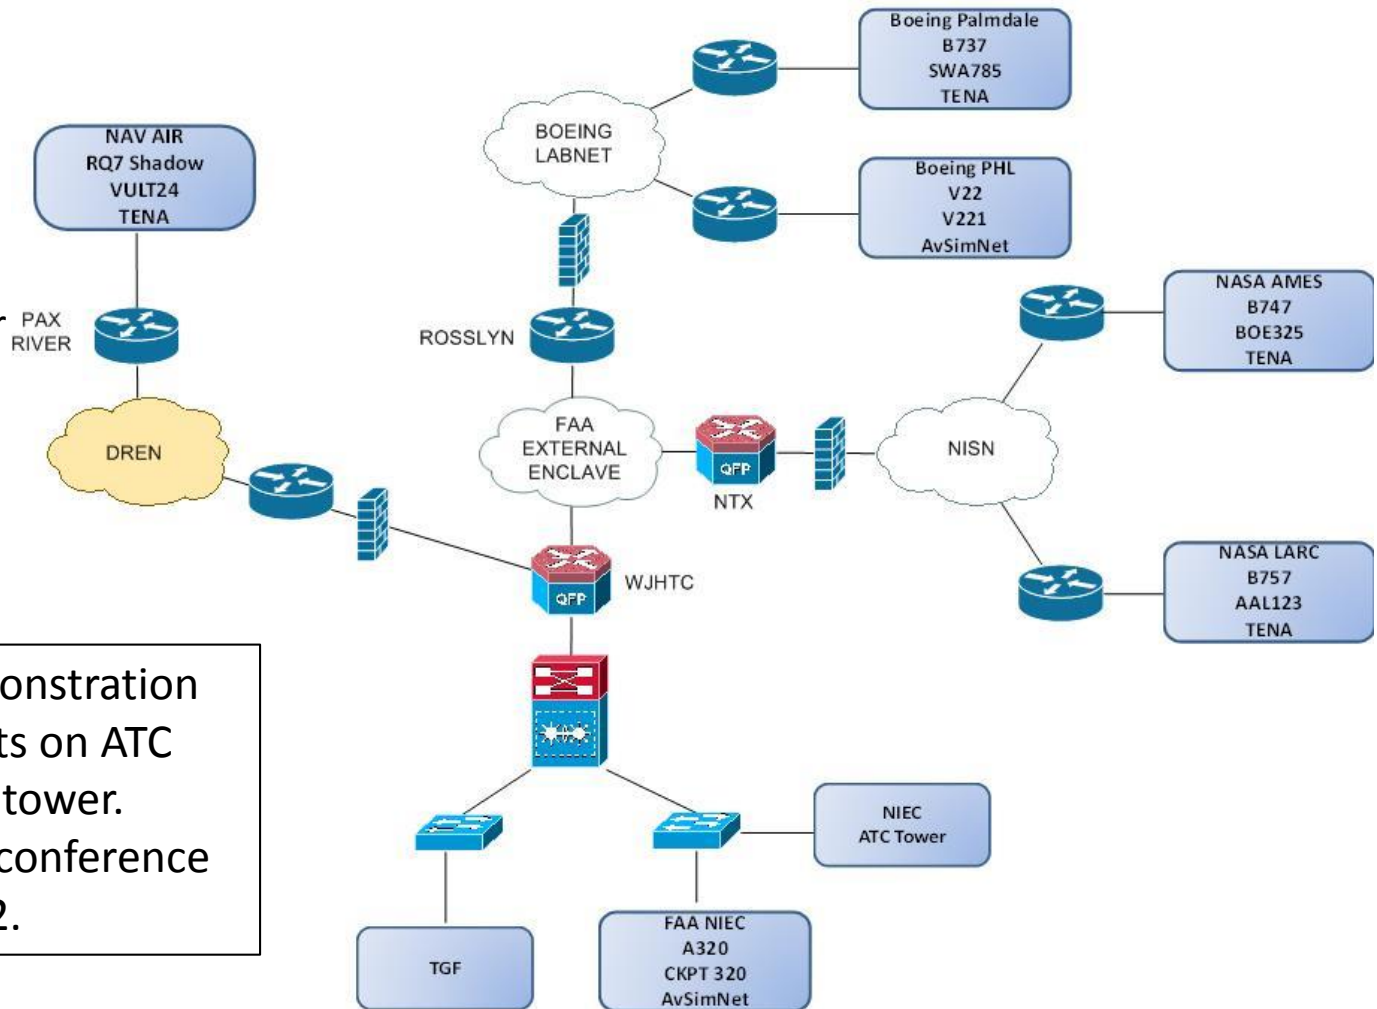 Boeing Palmdale
B737
SWA785
TENA
NAV AIR
RQ7 Shadow
VULT24
TENA
BOEING
LABNET
Boeing PHL
V22
V221
AvSimNet
PAX
RIVER
ROSSLYN
NASA AMES
B747
BOE325
TENA
DREN
FAA
EXTERNAL
ENCLAVE
QFP
NTX
NISN
QFP
WJHTC
NASA LARC
B757
AAL123
TENA
onstration
ts on ATC
tower.
conference
2.
NIEC
ATC Tower
TGF
FAA NIEC
A320
CKPT 320
AvSimNet